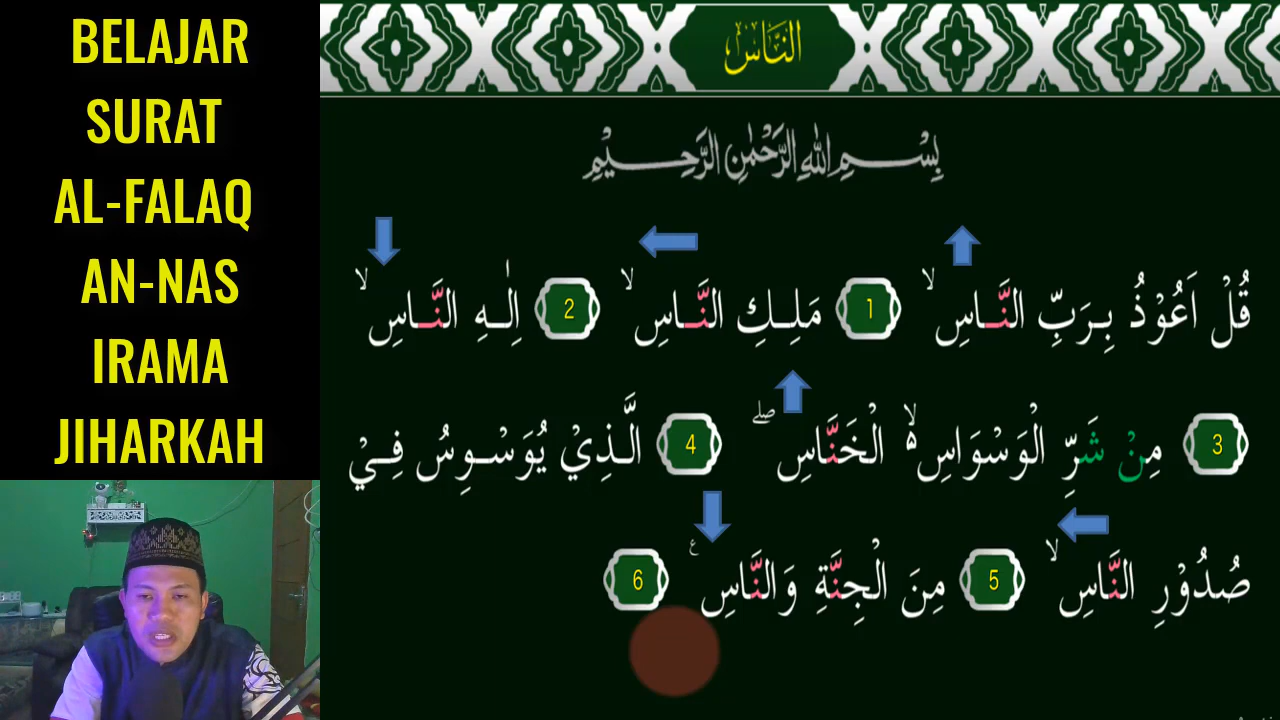 BELAJAR
SURAT
AL-FALAQ
AN-NAS
IRAMA
JIHARKAH
النَّاس
بِسْمِ اللّٰهِ الرَّحْمٰنِ الرَّحِيْمِ
قُلْ اَعُوْذُ بِرَبِّ النَّاسِۙ 1 مَلِكِ النَّاسِۙ 2 اِلٰهِ النَّاسِۙ
3 مِنْ شَرِّ الْوَسْوَاسِ ەۙ الْخَنَّاسِۖ 4 الَّذِيْ يُوَسْوِسُ فِيْ
صُدُوْرِ النَّاسِۙ 5 مِنَ الْجِنَّةِ وَالنَّاسِ ࣖ 6